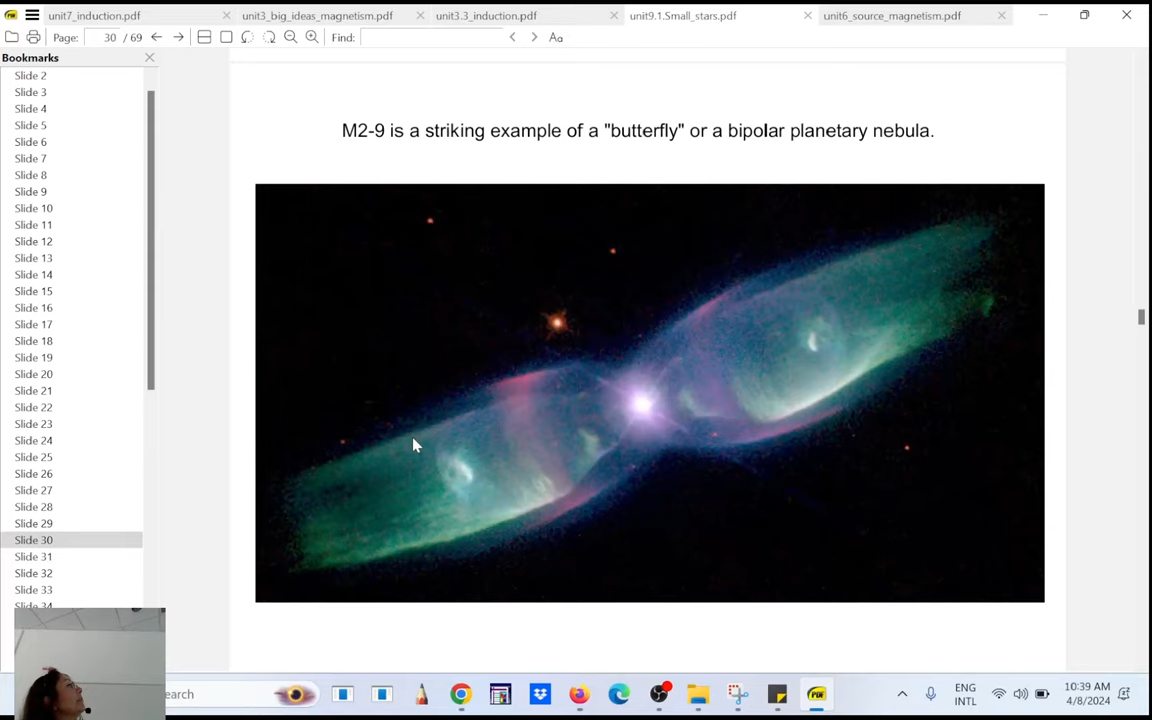 unit7_induction.pdf
unit3_big_ideas_magnetism.pdf
unit3.3_induction.pdf
unit9.1.Small_stars.pdf
unit6_source_magnetism.pdf
Page: 30 / 69
Find:
Aa
Bookmarks
Slide 2
Slide 3
Slide 4
Slide 5
Slide 6
Slide 7
Slide 8
Slide 9
Slide 10
Slide 11
Slide 12
Slide 13
Slide 14
Slide 15
Slide 16
Slide 17
Slide 18
Slide 19
Slide 20
Slide 21
Slide 22
Slide 23
Slide 24
Slide 25
Slide 26
Slide 27
Slide 28
Slide 29
Slide 30
Slide 31
Slide 32
Slide 33
Slide 34
M2-9 is a striking example of a "butterfly" or a bipolar planetary nebula.
earch
PDF
ENG
INTL
10:39 AM
4/8/2024